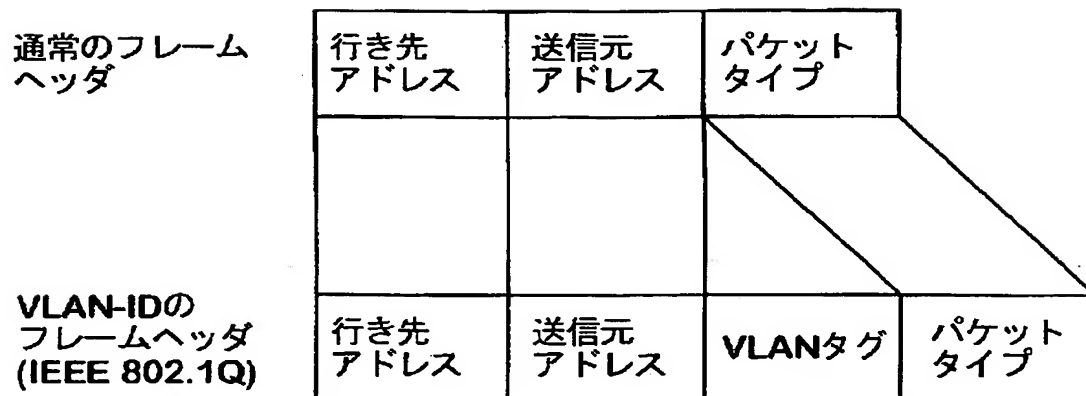 通常のフレーム
ヘッダ
行き先
アドレス
送信元
アドレス
パケット
タイプ
VLAN-IDの
フレームヘッダ
(IEEE 802.1Q)
行き先
アドレス
送信元
アドレス
VLANタグ
パケット
タイプ